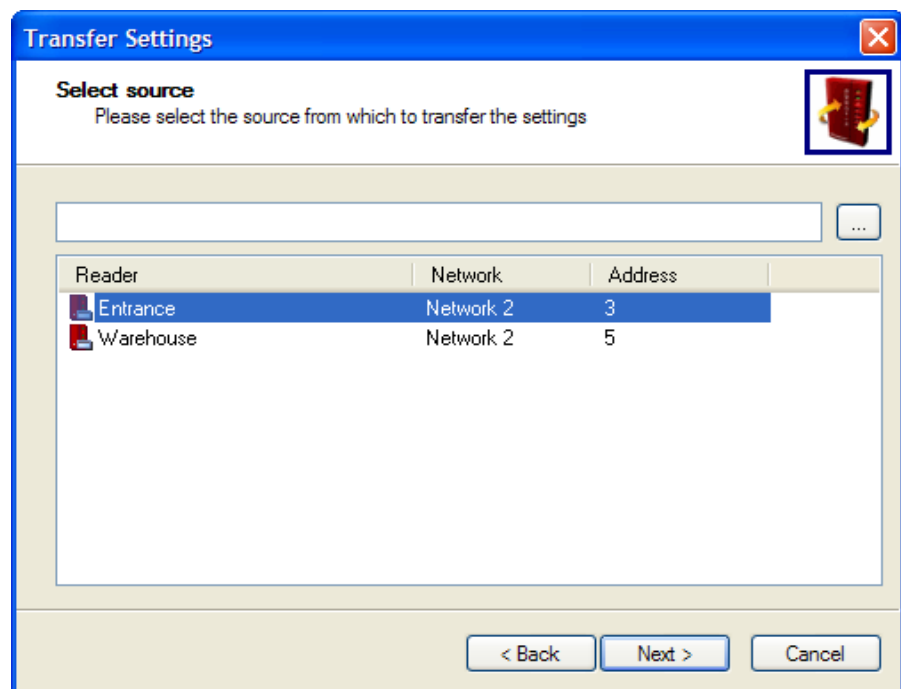 Transfer Settings
Select source
Please select the source from which to transfer the settings
...
Reader Network Address
Entrance Network 2 3
Warehouse Network 2 5
< Back Next > Cancel